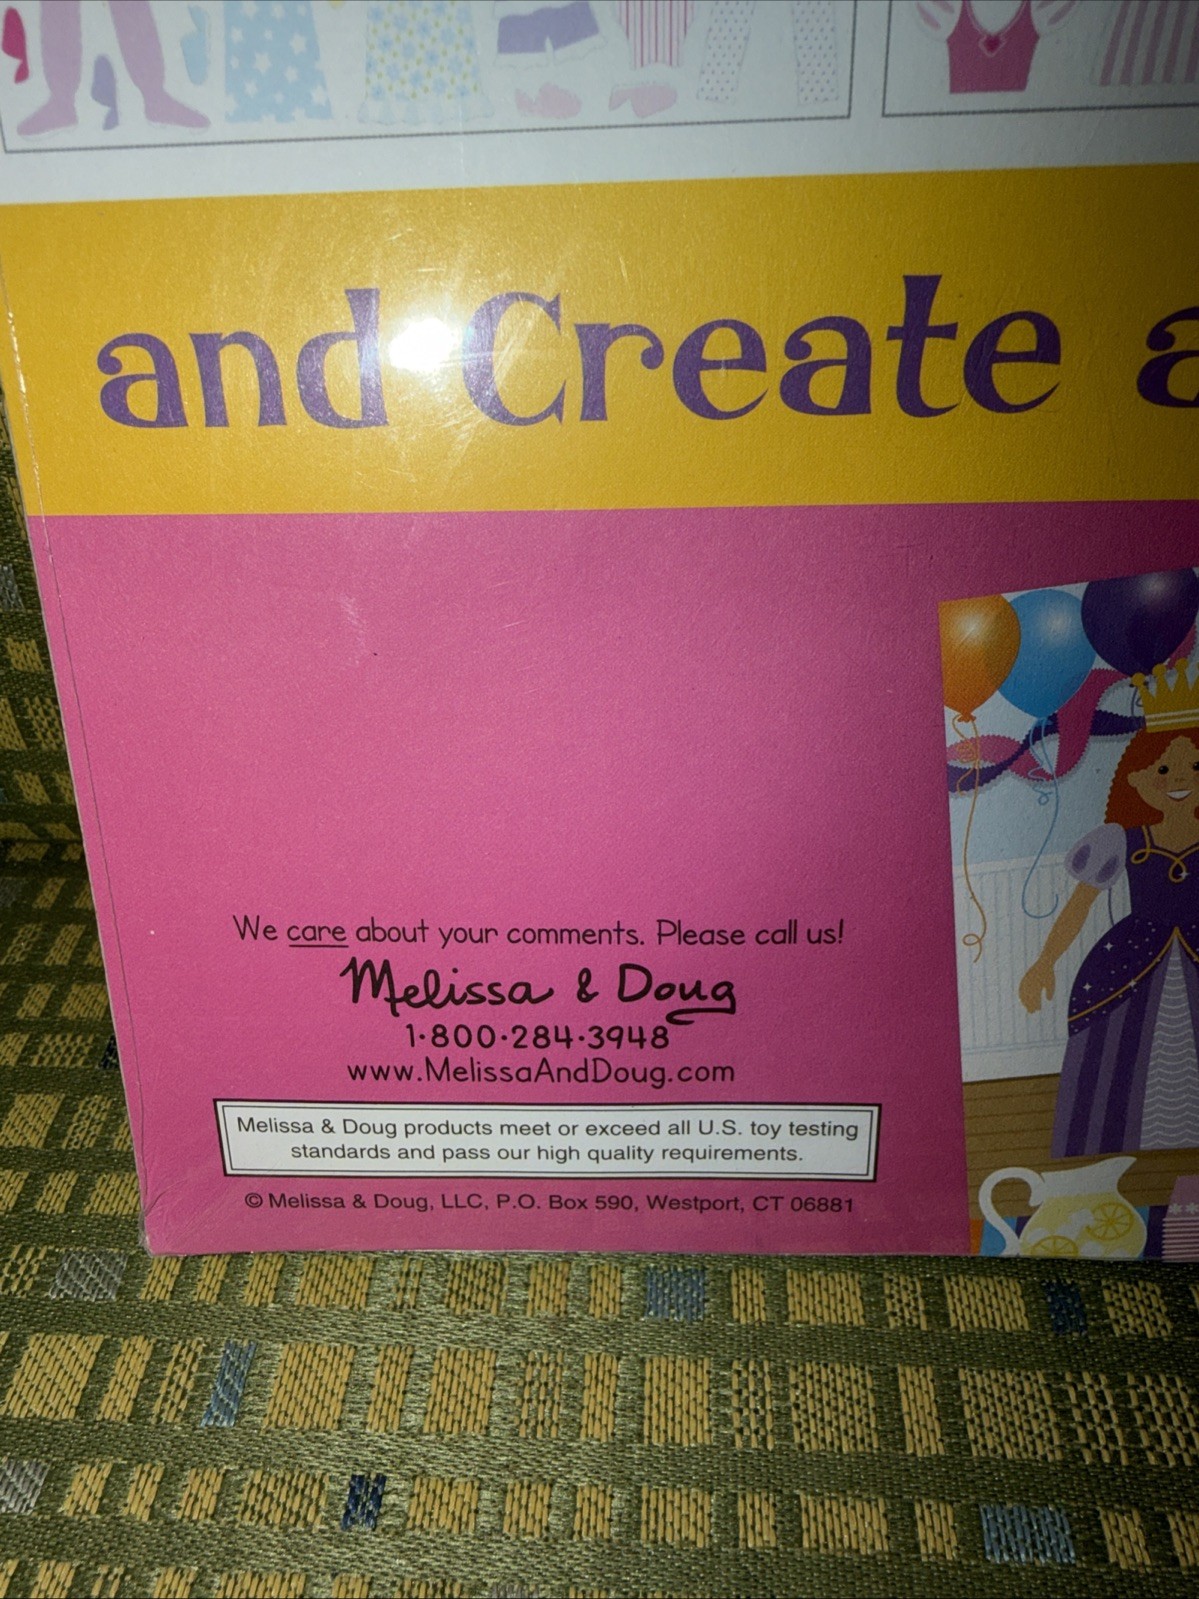 and Create a
We care about your comments. Please call us!
Melissa & Doug
1·800·284·3948
www.MelissaAndDoug.com
Melissa & Doug products meet or exceed all U.S. toy testing
standards and pass our high quality requirements.
© Melissa & Doug, LLC, P.O. Box 590, Westport, CT 06881